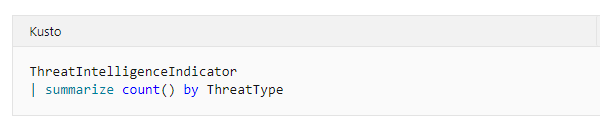 Kusto
ThreatIntelligenceIndicator
| summarize count() by ThreatType